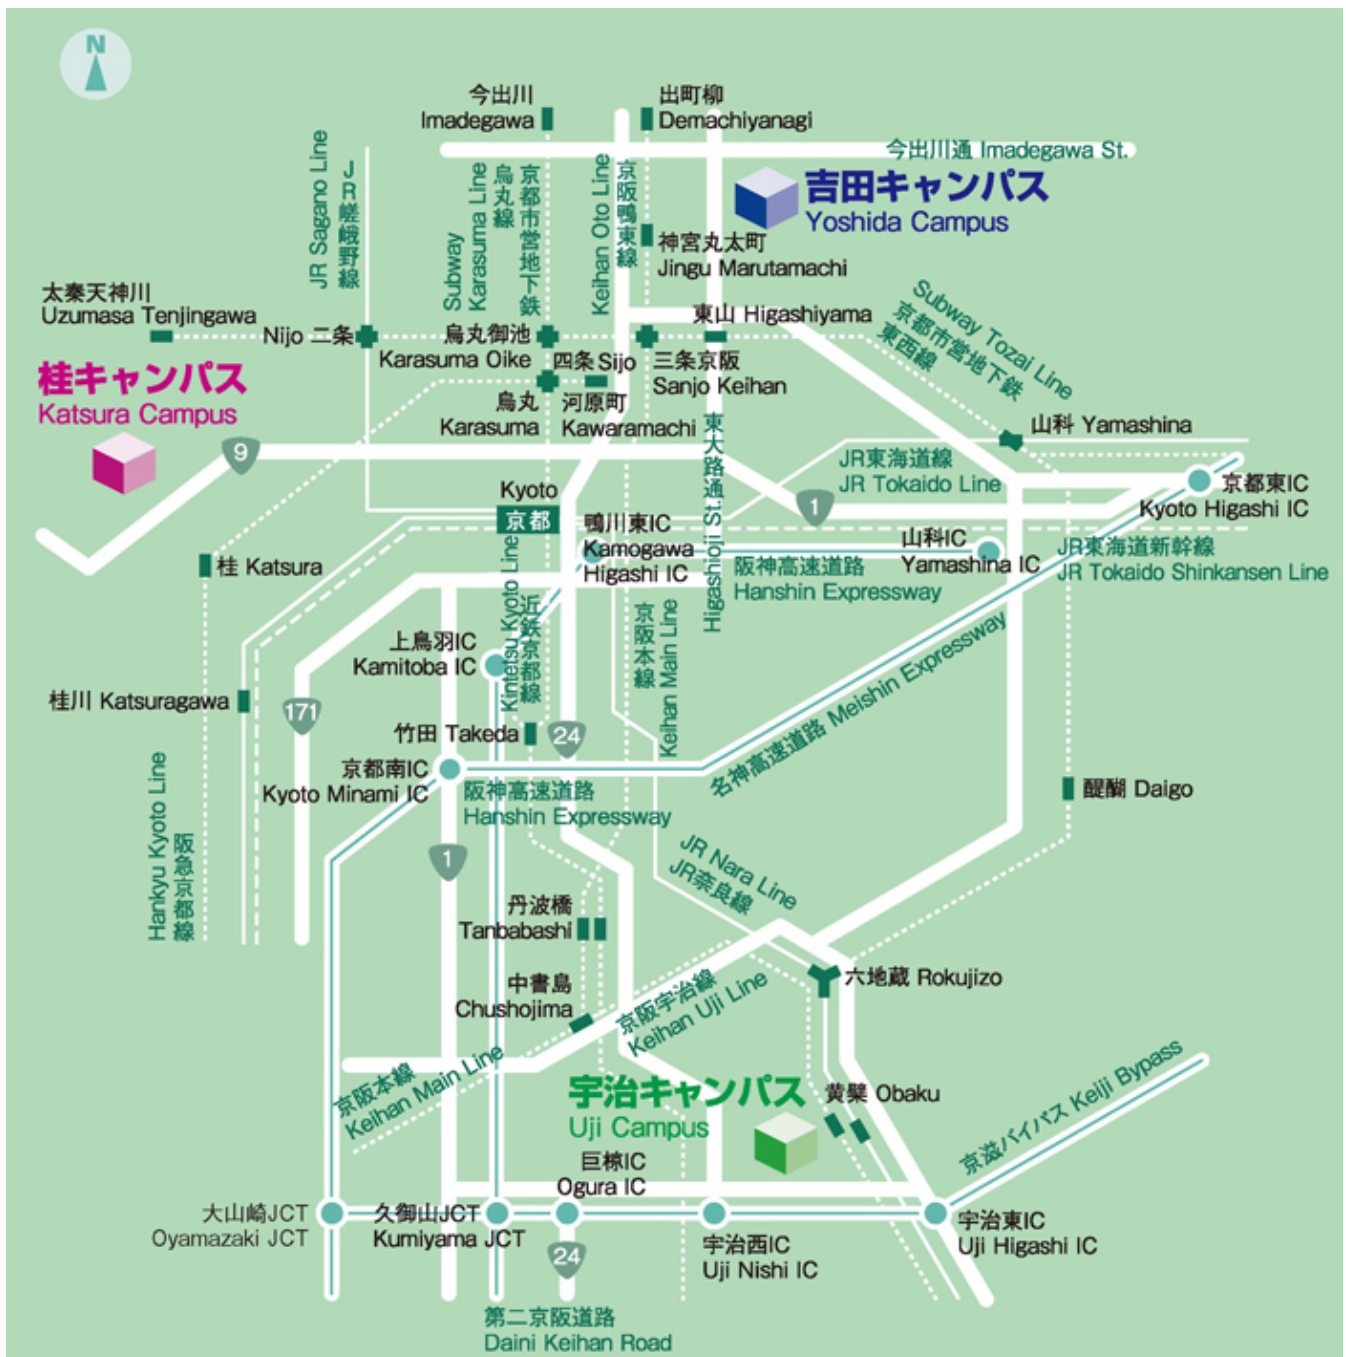 N
今出川
Imadegawa
出町柳
Demachiyanagi
今出川通 Imadegawa St.
JR Sagano Line
JR嵯峨野線
Subway
Karasuma Line
烏丸線
京都市営地下鉄
Keihan Oto Line
京阪鴨東線
吉田キャンパス
Yoshida Campus
神宮丸太町
Jingu Marutamachi
太秦天神川
Uzumasa Tenjingawa
Nijo 二条
烏丸御池
Karasuma Oike
四条 Sijo
東山 Higashiyama
三条京阪
Sanjo Keihan
Subway Tozai Line
京都市営地下鉄
東西線
桂キャンパス
Katsura Campus
烏丸
Karasuma
河原町
Kawaramachi
山科 Yamashina
東大路通
Higashioji St.
JR東海道線
JR Tokaido Line
9
1
京都東IC
Kyoto Higashi IC
Kyoto
京都
鴨川東IC
Kamogawa
Higashi IC
山科IC
Yamashina IC
阪神高速道路
Hanshin Expressway
JR東海道新幹線
JR Tokaido Shinkansen Line
桂 Katsura
Kintetsu Kyoto Line
近鉄京都線
京阪本線
Keihan Main Line
上鳥羽IC
Kamitoba IC
桂川 Katsuragawa
171
竹田 Takeda
24
名神高速道路 Meishin Expressway
京都南IC
Kyoto Minami IC
阪神高速道路
Hanshin Expressway
醍醐 Daigo
Hankyu Kyoto Line
阪急京都線
1
JR Nara Line
JR奈良線
丹波橋
Tanbabashi
中書島
Chushojima
京阪宇治線
Keihan Uji Line
六地蔵 Rokujizo
京阪本線
Keihan Main Line
宇治キャンパス
Uji Campus
黄檗 Obaku
京滋バイパス Keiji Bypass
巨椋IC
Ogura IC
大山崎JCT
Oyamazaki JCT
久御山JCT
Kumiyama JCT
24
宇治西IC
Uji Nishi IC
宇治東IC
Uji Higashi IC
第二京阪道路
Daini Keihan Road